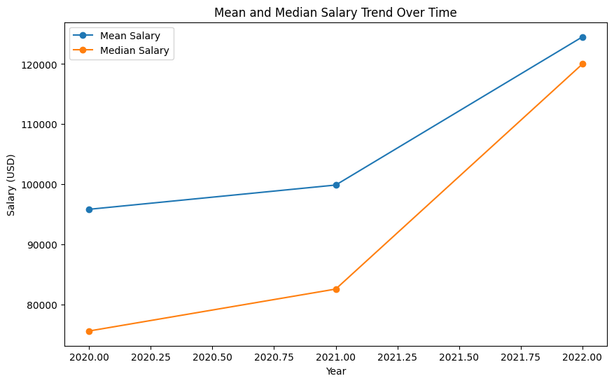 Mean and Median Salary Trend Over Time
Mean Salary
Median Salary
120000
110000
100000
90000
80000
Salary (USD)
2020.00 2020.25 2020.50 2020.75 2021.00 2021.25 2021.50 2021.75 2022.00
Year